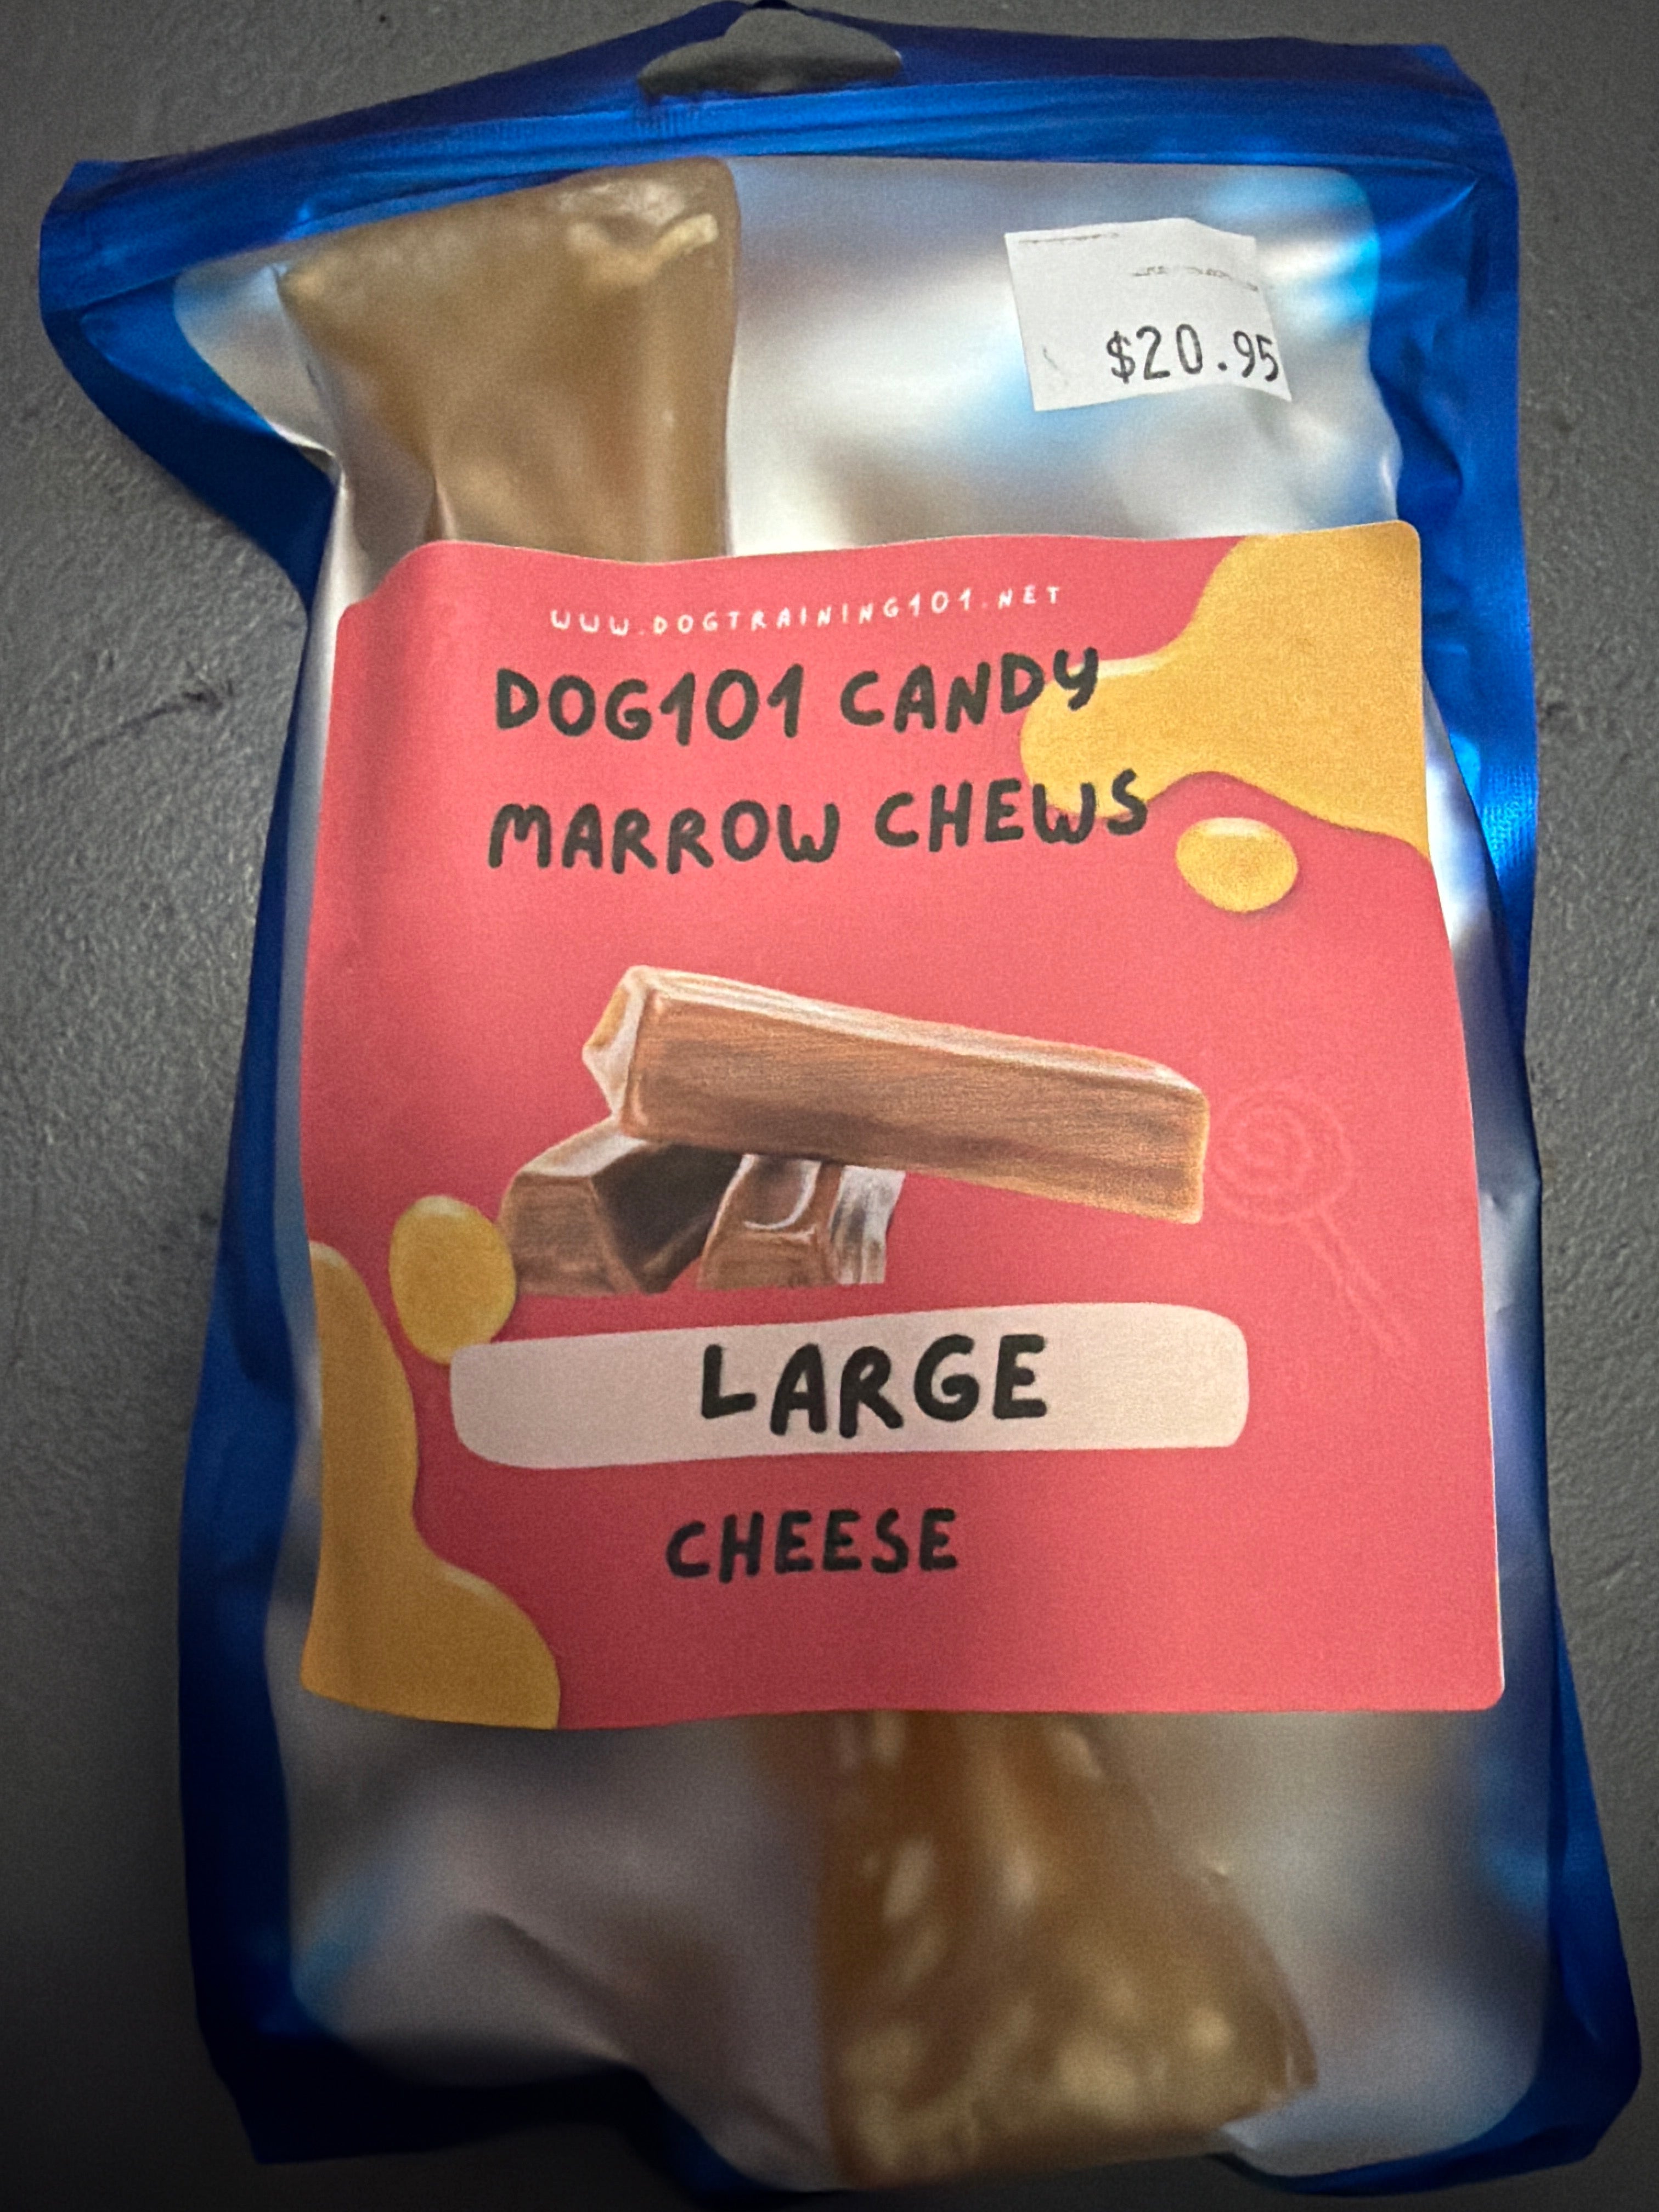 $20.95
WWW.DOGTRAINING101.NET
DOG101 CANDY
MARROW CHEWS
LARGE
CHEESE